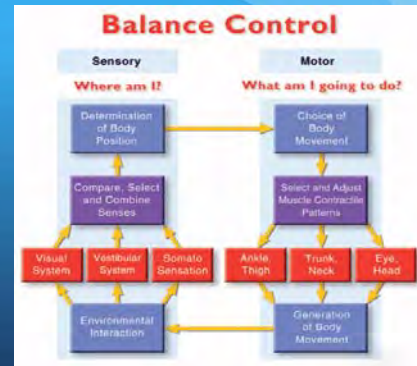 Balance Control
Sensory
Motor
Where am I?
What am I going to do?
Determination
of Body
Position
Choice of
Body
Movement
Compare, Select
and Combine
Senses
Select and Adjust
Muscle Contractile
Patterns
Visual
System
Vestibular
System
Somato
Sensation
Ankle,
Thigh
Trunk,
Neck
Eye,
Head
Environmental
Interaction
Generation
of Body
Movement